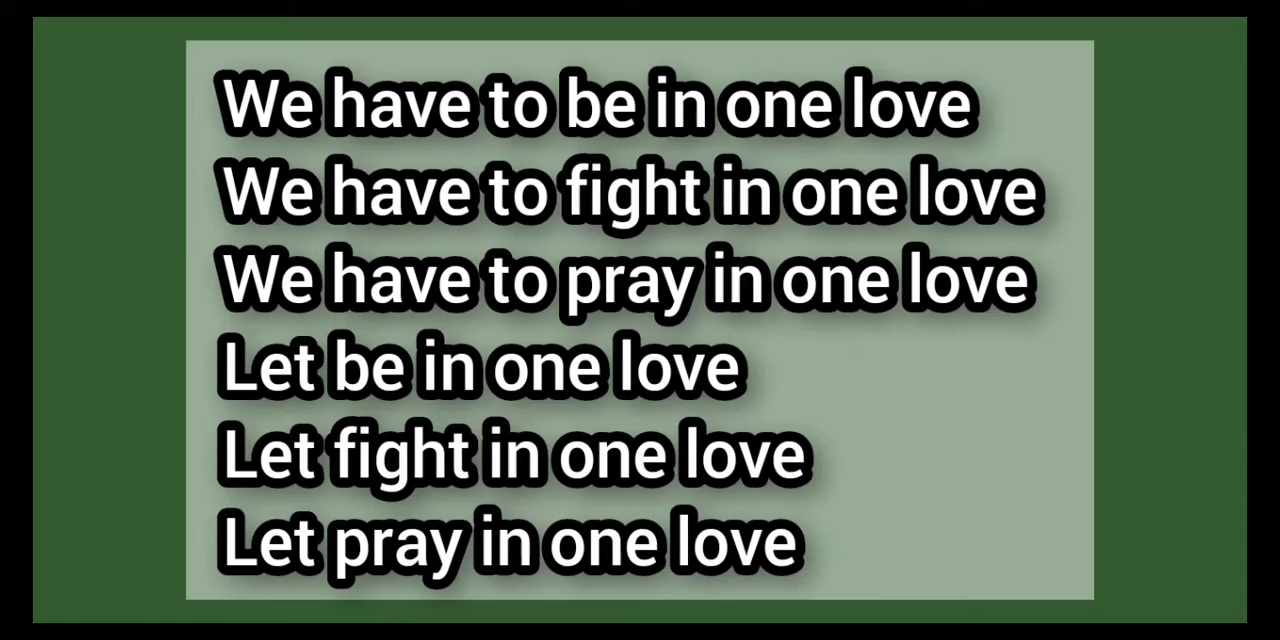 We have to be in one love
We have to fight in one love
We have to pray in one love
Let be in one love
Let fight in one love
Let pray in one love